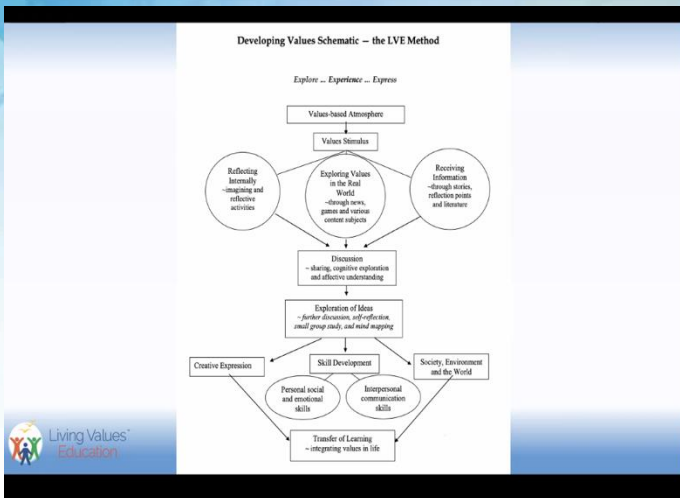 Developing Values Schematic – the LVE Method
Explore ... Experience ... Express
Values-based Atmosphere
Values Stimulus
Reflecting
Internally
~imagining and
reflective
activities
Exploring Values
in the Real
World
~through news,
games and various
content subjects
Receiving
Information
~through stories,
reflection points
and literature
Discussion
~ sharing, cognitive exploration
and affective understanding
Exploration of Ideas
~ further discussion, self-reflection,
small group study, and mind mapping
Creative Expression
Skill Development
Society, Environment
and the World
Personal social
and emotional
skills
Interpersonal
communication
skills
Transfer of Learning
~ integrating values in life
Living Values™
Education